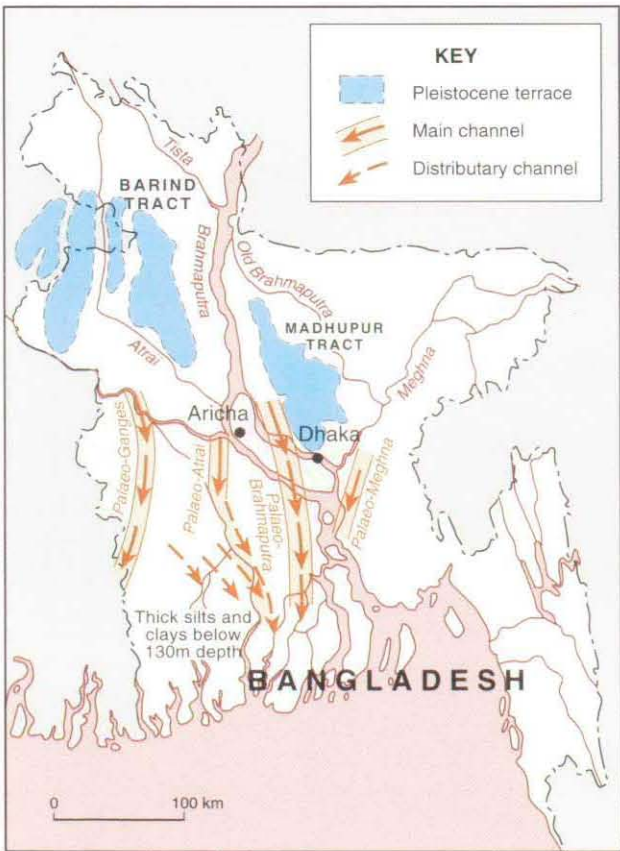 KEY
Pleistocene terrace
Main channel
Distributary channel
Tista
BARIND
TRACT
Brahmaputra
Old Brahmaputra
MADHUPUR
TRACT
Meghna
Atrai
Aricha
Dhaka
Palaeo-Ganges
Palaeo-Atrai
Palaeo-
Brahmaputra
Palaeo-Meghna
Thick silts and
clays below
130m depth
BANGLADESH
0 100 km